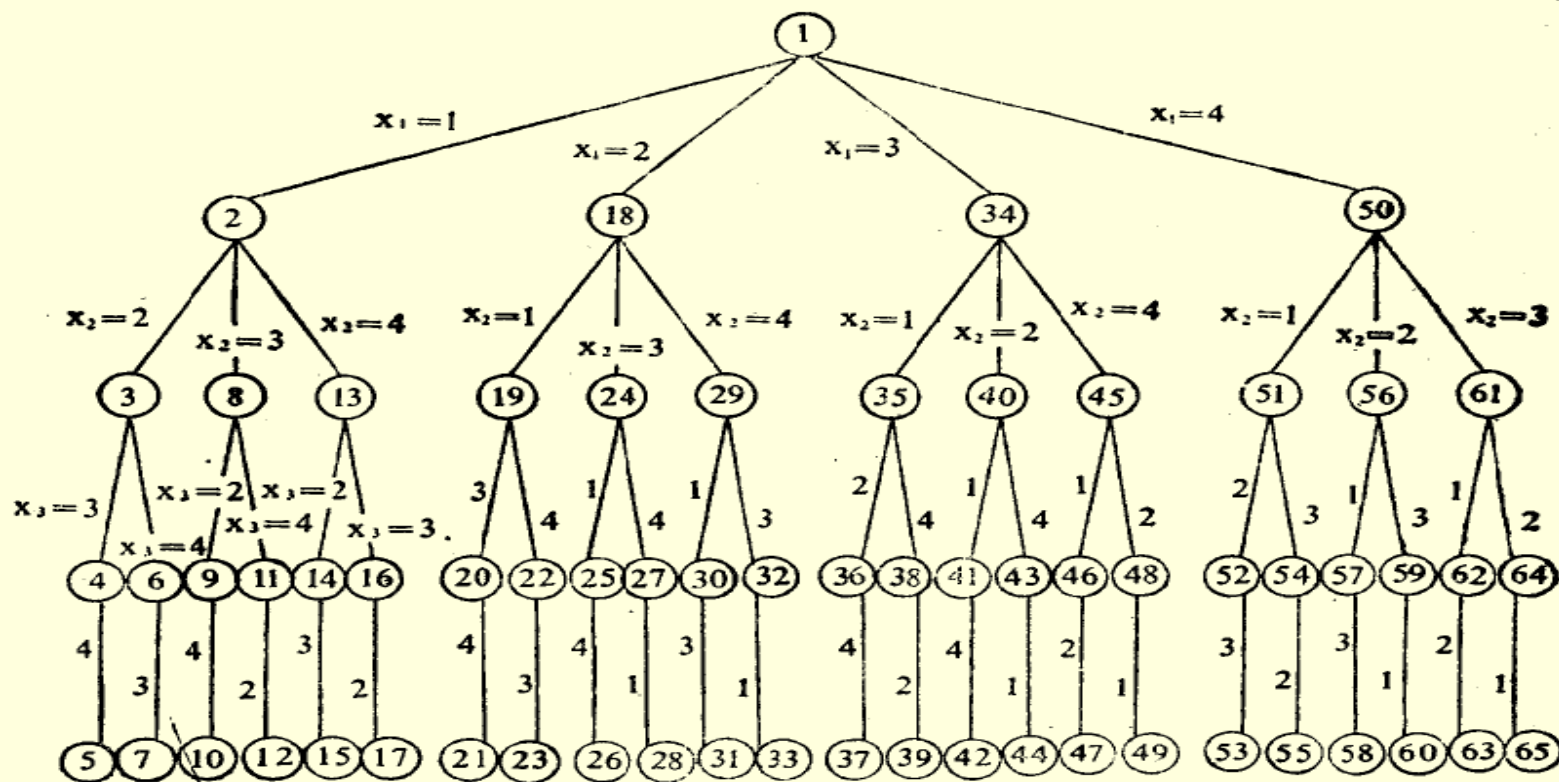 1
x₁=1 x₁=2 x₁=3 x₁=4
2 18 34 50
x₂=2 x₂=3 x₂=4 x₂=1 x₂=3 x₂=4 x₂=1 x₂=2 x₂=4 x₂=1 x₂=2 x₂=3
3 8 13 19 24 29 35 40 45 51 56 61
x₃=3 x₃=4 x₃=2 x₃=4 x₃=2 x₃=3 3 4 1 4 1 3 2 4 1 4 1 2 2 3 1 3 1 2
4 6 9 11 14 16 20 22 25 27 30 32 36 38 41 43 46 48 52 54 57 59 62 64
4 3 4 2 3 2 4 3 4 1 3 1 4 2 4 1 2 1 3 2 3 1 2 1
5 7 10 12 15 17 21 23 26 28 31 33 37 39 42 44 47 49 53 55 58 60 63 65